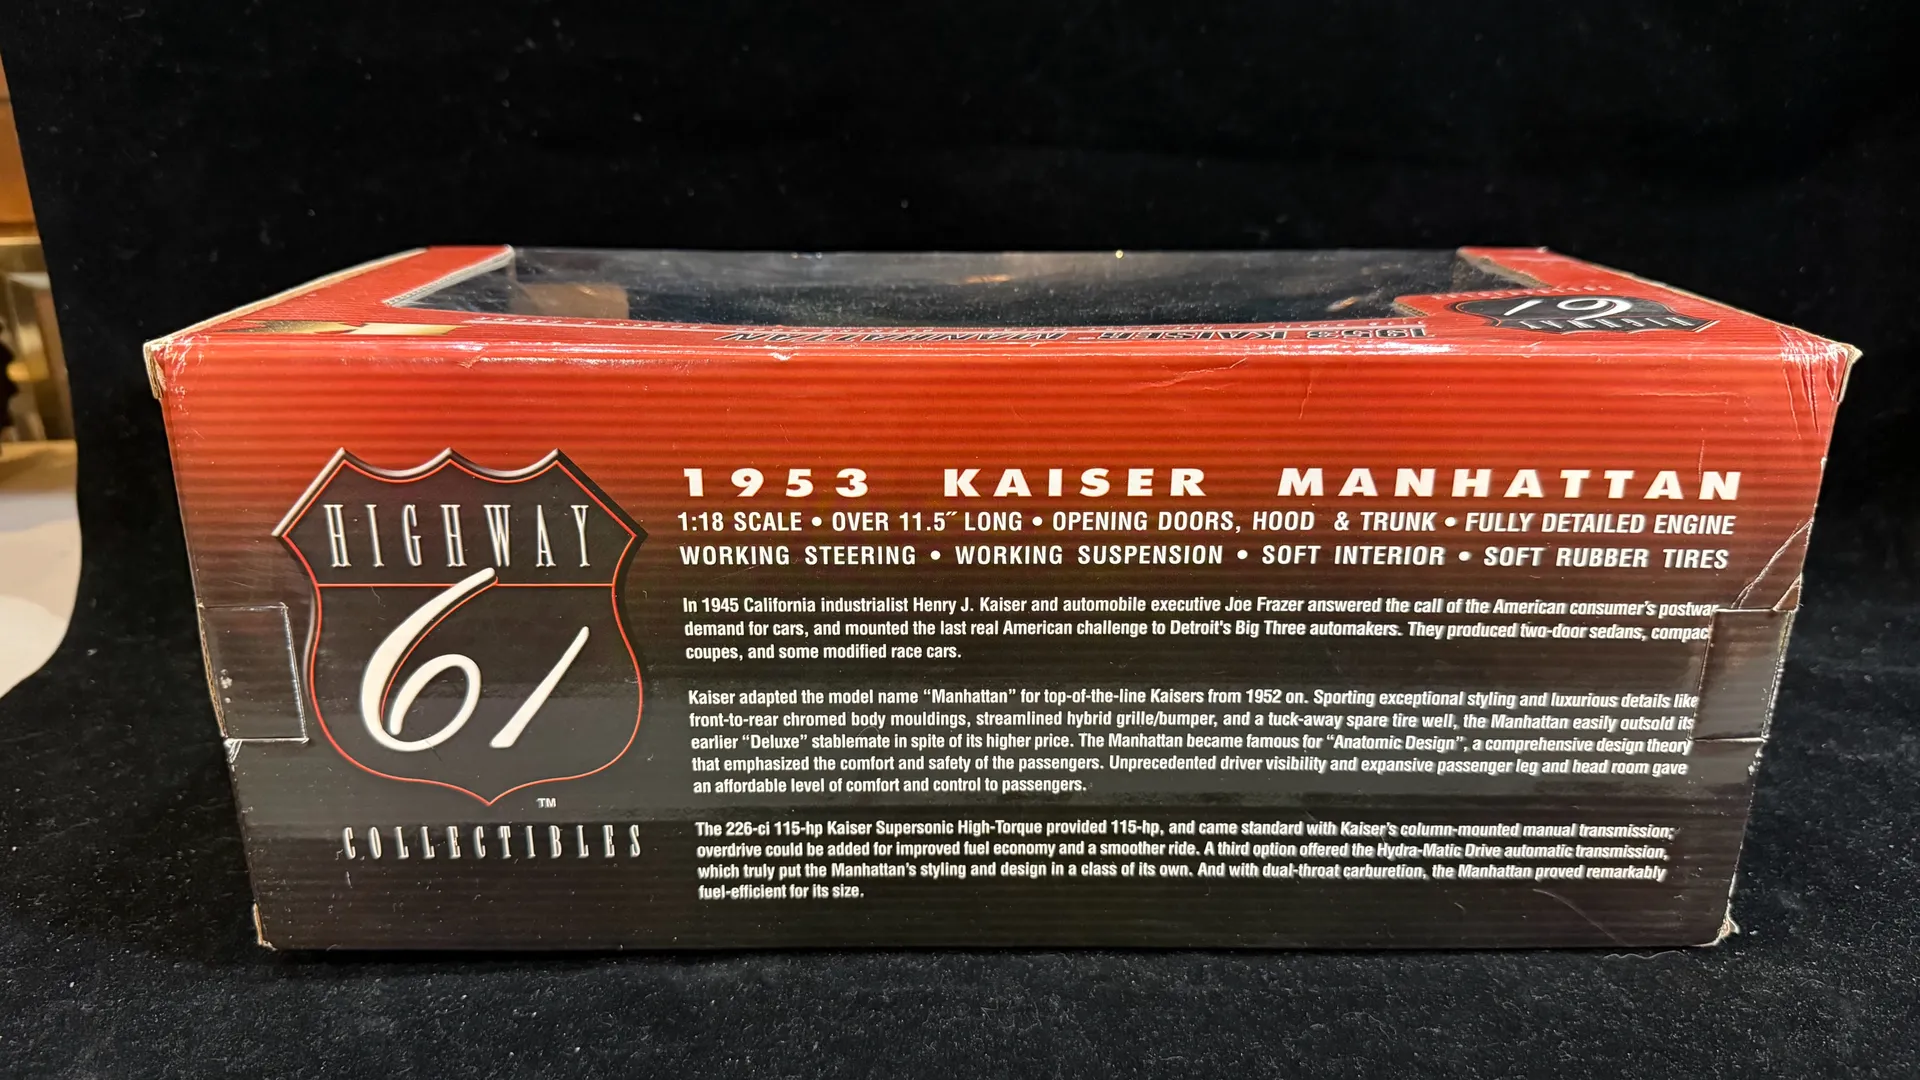 1953 KAISER MANHATTAN
HIGHWAY
61
HIGHWAY
61
TM
COLLECTIBLES
1953 KAISER MANHATTAN
1:18 SCALE • OVER 11.5˝ LONG • OPENING DOORS, HOOD & TRUNK • FULLY DETAILED ENGINE
WORKING STEERING • WORKING SUSPENSION • SOFT INTERIOR • SOFT RUBBER TIRES
In 1945 California industrialist Henry J. Kaiser and automobile executive Joe Frazer answered the call of the American consumer's postwar
demand for cars, and mounted the last real American challenge to Detroit's Big Three automakers. They produced two-door sedans, compac
coupes, and some modified race cars.
Kaiser adapted the model name “Manhattan” for top-of-the-line Kaisers from 1952 on. Sporting exceptional styling and luxurious details like
front-to-rear chromed body mouldings, streamlined hybrid grille/bumper, and a tuck-away spare tire well, the Manhattan easily outsold its
earlier “Deluxe” stablemate in spite of its higher price. The Manhattan became famous for “Anatomic Design”, a comprehensive design theory
that emphasized the comfort and safety of the passengers. Unprecedented driver visibility and expansive passenger leg and head room gave
an affordable level of comfort and control to passengers.
The 226-ci 115-hp Kaiser Supersonic High-Torque provided 115-hp, and came standard with Kaiser's column-mounted manual transmission;
overdrive could be added for improved fuel economy and a smoother ride. A third option offered the Hydra-Matic Drive automatic transmission,
which truly put the Manhattan's styling and design in a class of its own. And with dual-throat carburetion, the Manhattan proved remarkably
fuel-efficient for its size.